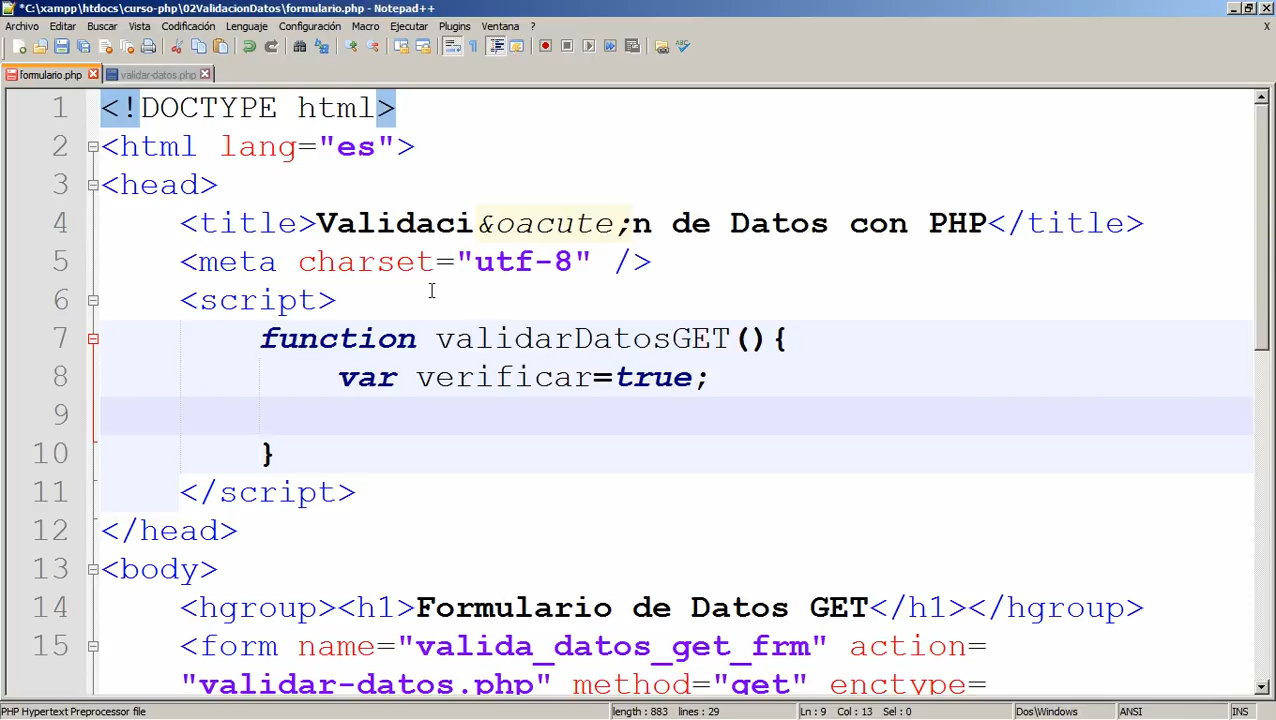 *C:\xampp\htdocs\curso-php\02ValidacionDatos\formulario.php - Notepad++
Archivo Editar Buscar Vista Codificación Lenguaje Configuración Macro Ejecutar Plugins Ventana ? X
formulario.php validar-datos.php
1 <!DOCTYPE html>
2 <html lang="es">
3 <head>
4 <title>Validaci&oacute;n de Datos con PHP</title>
5 <meta charset="utf-8" />
6 <script>
7 function validarDatosGET(){
8 var verificar=true;
9
10 }
11 </script>
12 </head>
13 <body>
14 <hgroup><h1>Formulario de Datos GET</h1></hgroup>
15 <form name="valida_datos_get_frm" action=
"validar-datos.php" method="get" enctype=
PHP Hypertext Preprocessor file length : 883 lines : 29 Ln : 9 Col : 13 Sel : 0 Dos\Windows ANSI INS